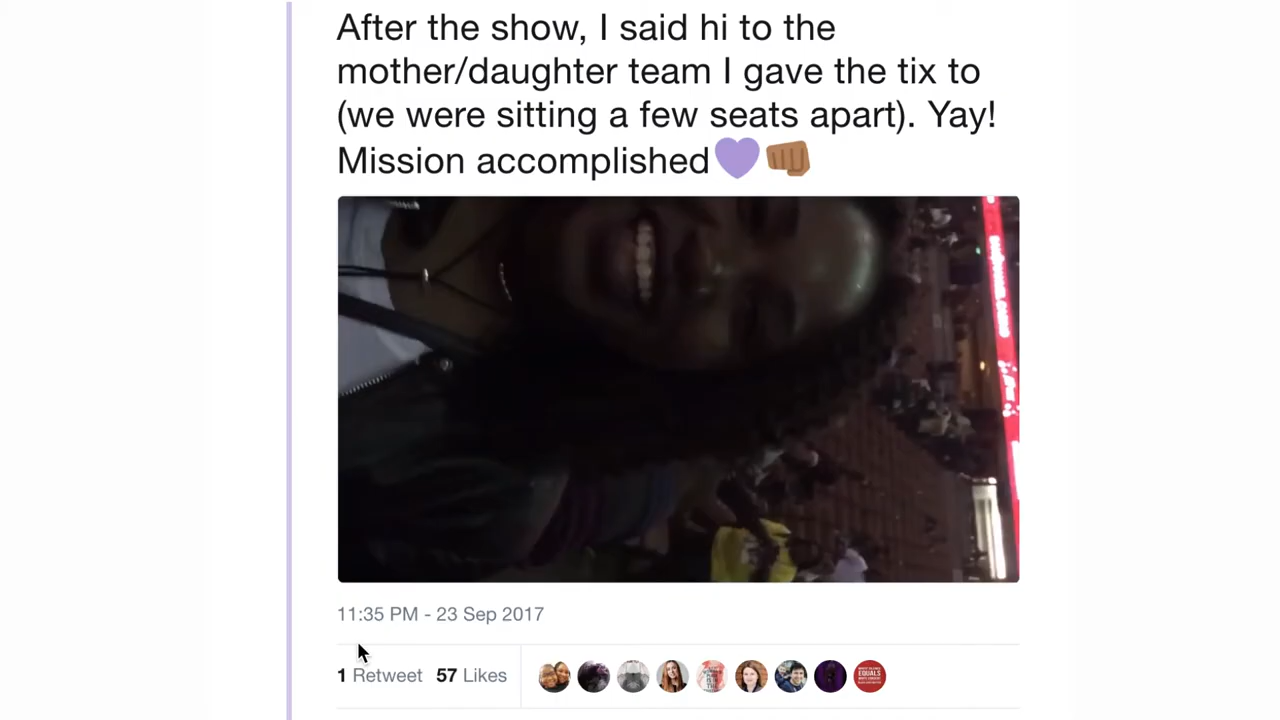 After the show, I said hi to the
mother/daughter team I gave the tix to
(we were sitting a few seats apart). Yay!
Mission accomplished💜👊🏾
11:35 PM - 23 Sep 2017
1 Retweet 57 Likes
EQUALS